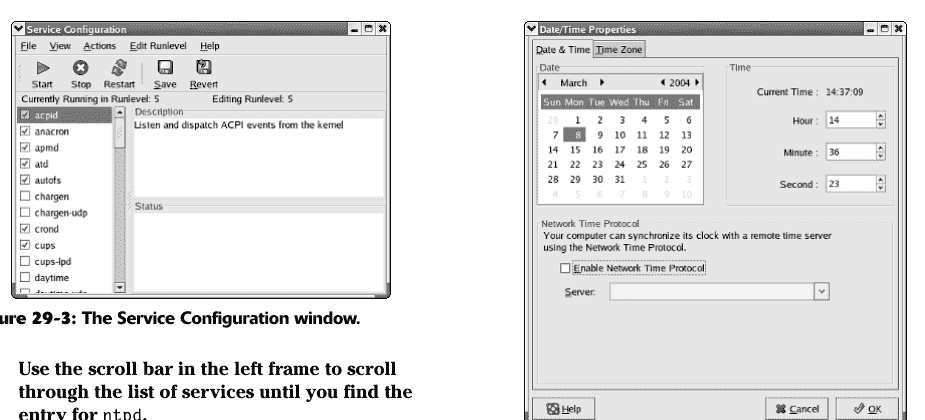 Service Configuration
File View Actions Edit Runlevel Help
Start Stop Restart Save Revert
Currently Running in Runlevel: 5 Editing Runlevel: 5
acpid
anacron
apmd
atd
autofs
chargen
chargen-udp
crond
cups
cups-lpd
daytime
Description
Listen and dispatch ACPI events from the kernel
Status
ure 29-3: The Service Configuration window.
Use the scroll bar in the left frame to scroll
through the list of services until you find the
entry for ntpd.
Date/Time Properties
Date & Time Time Zone
Date
March 2004
Sun Mon Tue Wed Thu Fri Sat
29 1 2 3 4 5 6
7 8 9 10 11 12 13
14 15 16 17 18 19 20
21 22 23 24 25 26 27
28 29 30 31 1 2 3
4 5 6 7 8 9 10
Time
Current Time : 14:37:09
Hour : 14
Minute : 36
Second : 23
Network Time Protocol
Your computer can synchronize its clock with a remote time server
using the Network Time Protocol.
Enable Network Time Protocol
Server:
Help Cancel OK